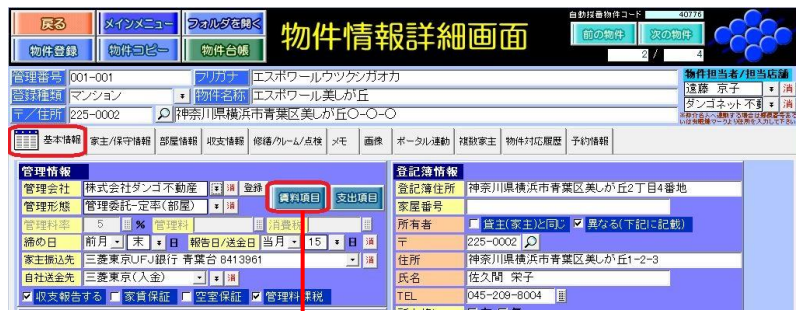 戻る メインメニュー フォルダを開く 物件情報詳細画面 自動採番物件コード 40776
前の物件 次の物件
物件登録 物件コピー 物件台帳 2 / 4
管理番号 001-001 フリガナ エスポワールウツクシガオカ 物件担当者/担当店舗
登録種類 マンション 物件名称 エスポワール美しが丘 遠藤 京子 消
〒/住所 225-0002 神奈川県横浜市青葉区美しが丘〇-〇-〇 ダンゴネット不 消
基本情報 家主/保守情報 部屋情報 収支情報 修繕/クレーム/点検 メモ 画像 ポータル連動 複数家主 物件対応履歴 予約情報
管理情報 登記簿情報
管理会社 株式会社ダンゴ不動産 消 登録 賃料項目 支出項目 登記簿住所 神奈川県横浜市青葉区美しが丘2丁目4番地
管理形態 管理委託-定率(部屋) 消 家屋番号
管理料率 5 % 管理料 消費税 所有者 貸主(家主)と同じ 異なる(下記に記載)
締め日 前月 末 日 報告日/送金日 当月 15 日 消 〒 225-0002
家主振込先 三菱東京UFJ銀行 青葉台 8413961 消 住所 神奈川県横浜市青葉区美しが丘1-2-3
自社送金先 三菱東京(入金) 消 氏名 佐久間 栄子
収支報告する 家賃保証 空室保証 管理料課税 TEL 045-209-8004